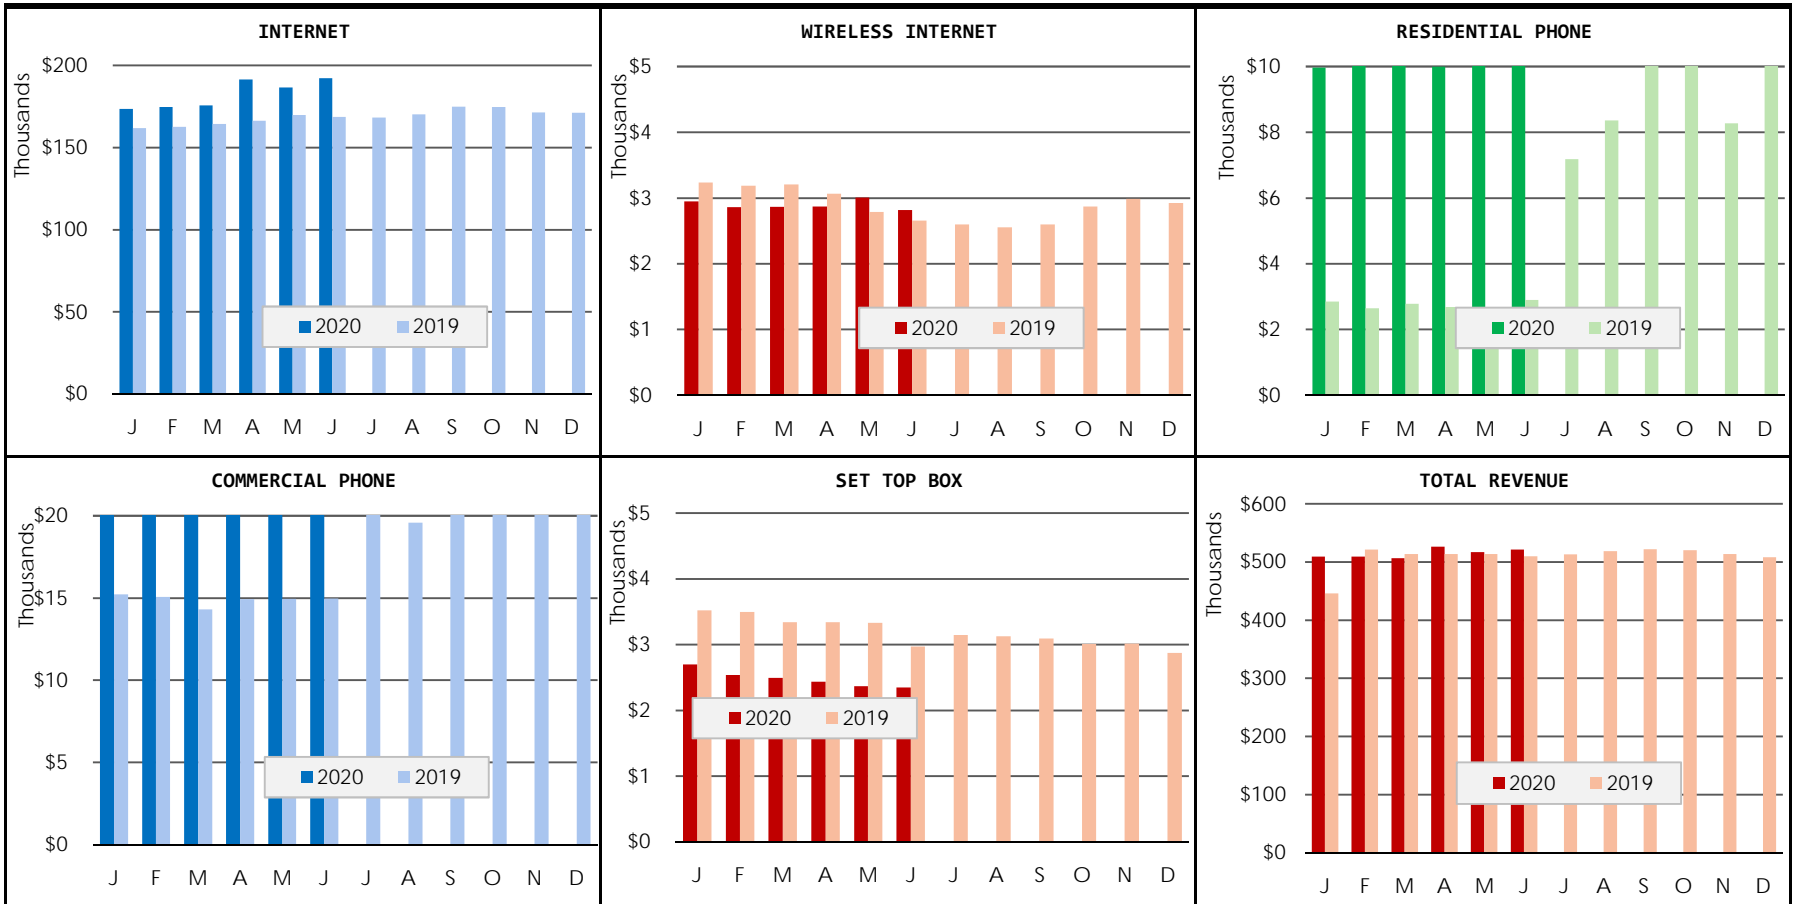 INTERNET
Thousands
$200
$150
$100
$50
$0
2020 2019
J F M A M J J A S O N D
WIRELESS INTERNET
Thousands
$5
$4
$3
$2
$1
$0
2020 2019
J F M A M J J A S O N D
RESIDENTIAL PHONE
Thousands
$10
$8
$6
$4
$2
$0
2020 2019
J F M A M J J A S O N D
COMMERCIAL PHONE
Thousands
$20
$15
$10
$5
$0
2020 2019
J F M A M J J A S O N D
SET TOP BOX
Thousands
$5
$4
$3
$2
$1
$0
2020 2019
J F M A M J J A S O N D
TOTAL REVENUE
Thousands
$600
$500
$400
$300
$200
$100
$0
2020 2019
J F M A M J J A S O N D